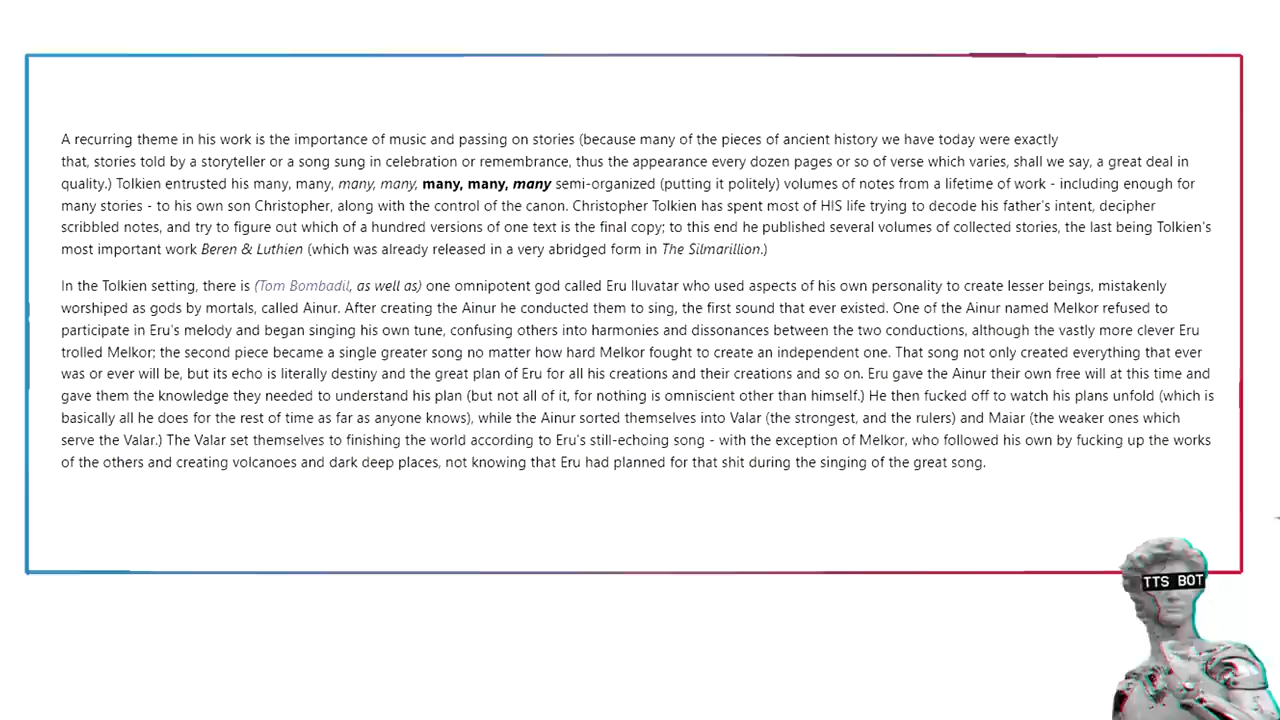 A recurring theme in his work is the importance of music and passing on stories (because many of the pieces of ancient history we have today were exactly
that, stories told by a storyteller or a song sung in celebration or remembrance, thus the appearance every dozen pages or so of verse which varies, shall we say, a great deal in
quality.) Tolkien entrusted his many, many, many, many, many, many, many semi-organized (putting it politely) volumes of notes from a lifetime of work - including enough for
many stories - to his own son Christopher, along with the control of the canon. Christopher Tolkien has spent most of HIS life trying to decode his father's intent, decipher
scribbled notes, and try to figure out which of a hundred versions of one text is the final copy; to this end he published several volumes of collected stories, the last being Tolkien's
most important work Beren & Luthien (which was already released in a very abridged form in The Silmarillion.)
In the Tolkien setting, there is (Tom Bombadil, as well as) one omnipotent god called Eru Iluvatar who used aspects of his own personality to create lesser beings, mistakenly
worshiped as gods by mortals, called Ainur. After creating the Ainur he conducted them to sing, the first sound that ever existed. One of the Ainur named Melkor refused to
participate in Eru's melody and began singing his own tune, confusing others into harmonies and dissonances between the two conductions, although the vastly more clever Eru
trolled Melkor; the second piece became a single greater song no matter how hard Melkor fought to create an independent one. That song not only created everything that ever
was or ever will be, but its echo is literally destiny and the great plan of Eru for all his creations and their creations and so on. Eru gave the Ainur their own free will at this time and
gave them the knowledge they needed to understand his plan (but not all of it, for nothing is omniscient other than himself.) He then fucked off to watch his plans unfold (which is
basically all he does for the rest of time as far as anyone knows), while the Ainur sorted themselves into Valar (the strongest, and the rulers) and Maiar (the weaker ones which
serve the Valar.) The Valar set themselves to finishing the world according to Eru's still-echoing song - with the exception of Melkor, who followed his own by fucking up the works
of the others and creating volcanoes and dark deep places, not knowing that Eru had planned for that shit during the singing of the great song.
TTS BOT